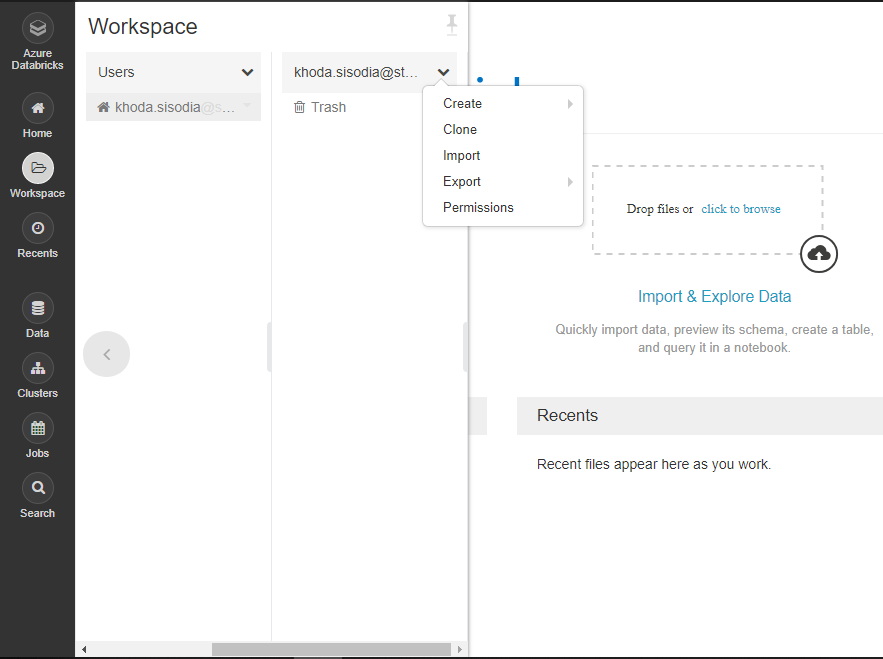 Azure
Databricks
Home
Workspace
Recents
Data
Clusters
Jobs
Search
Workspace
Users
khoda.sisodia@s...
khoda.sisodia@st...
Trash
Create
Clone
Import
Export
Permissions
Drop files or click to browse
Import & Explore Data
Quickly import data, preview its schema, create a table,
and query it in a notebook.
Recents
Recent files appear here as you work.